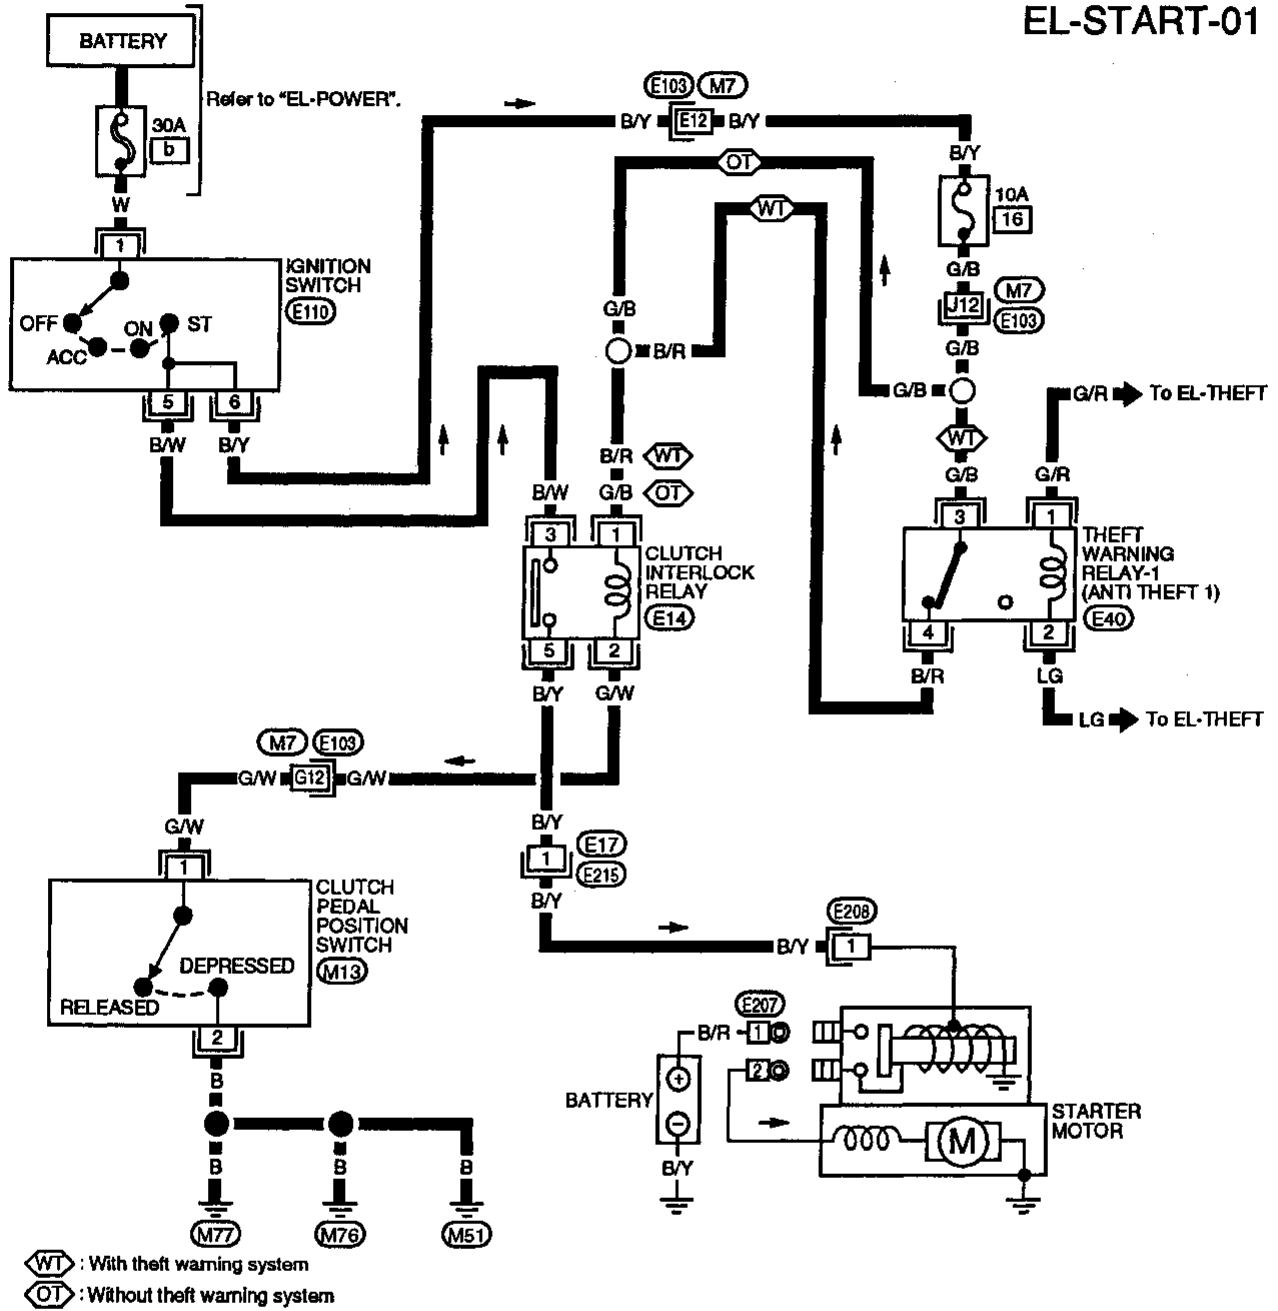 EL-START-01
BATTERY
Refer to "EL-POWER".
30A
b
W
1
IGNITION
SWITCH
E110
OFF
ACC
ON
ST
5
6
B/W
B/Y
E103
M7
B/Y
E12
B/Y
OT
WT
B/Y
10A
16
G/B
J12
M7
E103
G/B
G/B
B/R
G/B
WT
G/R
To EL-THEFT
B/R
WT
G/B
OT
B/W
G/B
G/R
3
1
CLUTCH
INTERLOCK
RELAY
E14
5
2
B/Y
G/W
3
1
THEFT
WARNING
RELAY-1
(ANTI THEFT 1)
E40
4
2
B/R
LG
LG
To EL-THEFT
M7
E103
G/W
G12
G/W
G/W
1
CLUTCH
PEDAL
POSITION
SWITCH
M13
DEPRESSED
RELEASED
2
B
B
B
B
M77
M76
M51
B/Y
1
E17
E215
B/Y
B/Y
E208
1
E207
B/R
1
2
BATTERY
+
−
B/Y
M
STARTER
MOTOR
WT : With theft warning system
OT : Without theft warning system